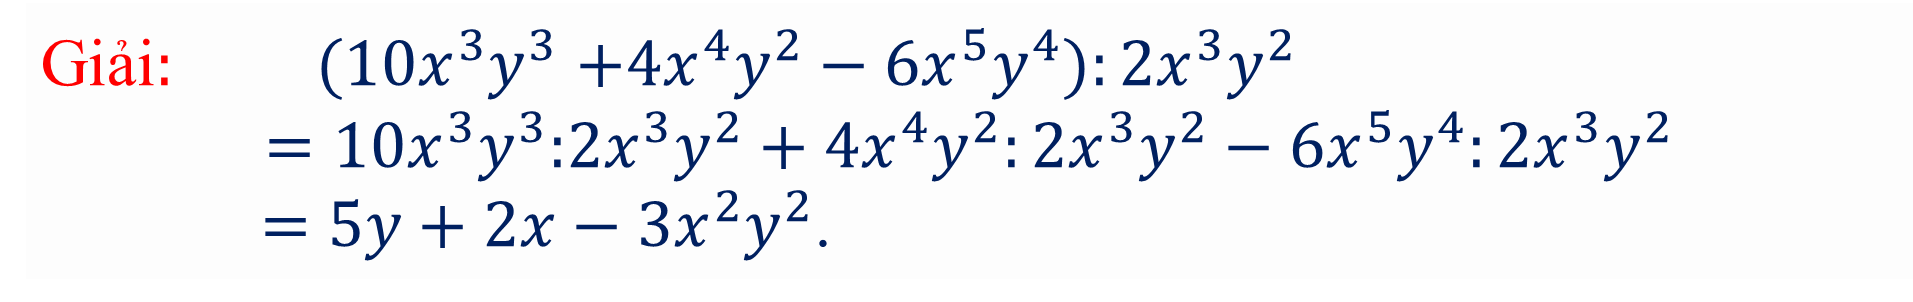 Giải: (10x³y³ +4x⁴y² − 6x⁵y⁴): 2x³y²
= 10x³y³:2x³y² + 4x⁴y²: 2x³y² − 6x⁵y⁴: 2x³y²
= 5y + 2x − 3x²y².